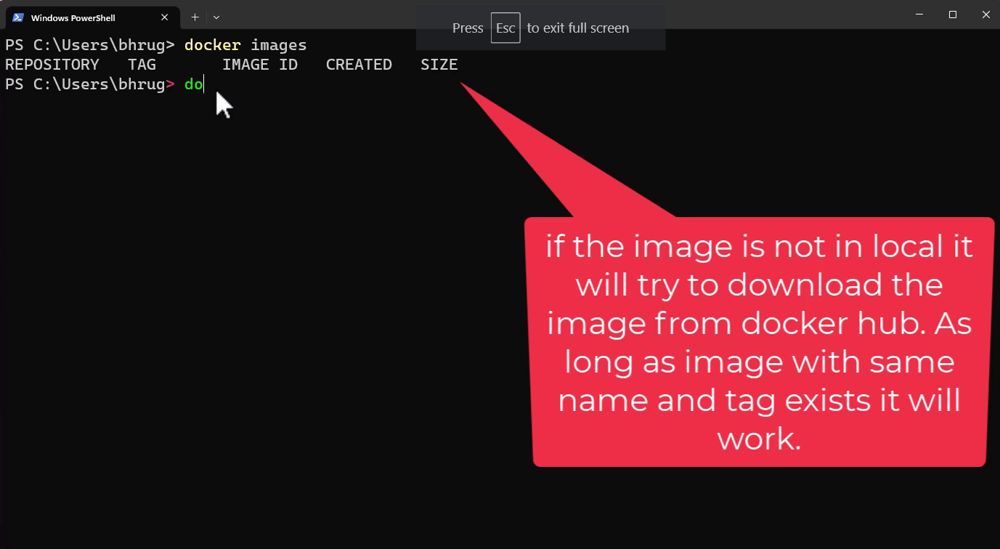 Windows PowerShell
Press Esc to exit full screen
PS C:\Users\bhrug> docker images
REPOSITORY TAG IMAGE ID CREATED SIZE
PS C:\Users\bhrug> do
if the image is not in local it
will try to download the
image from docker hub. As
long as image with same
name and tag exists it will
work.